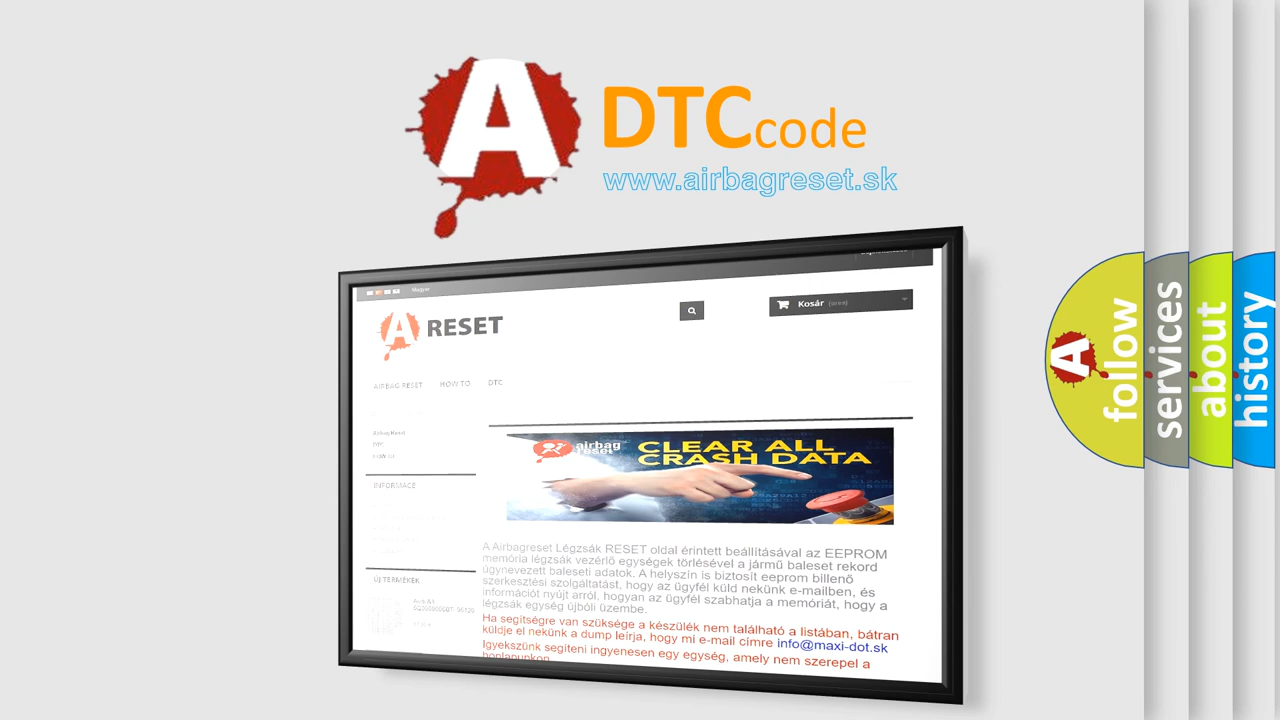 A DTCcode
www.airbagreset.sk
Magyar
A RESET
Kosár (üres)
AIRBAG RESET HOW TO DTC
Airbag Reset
DTC
INFORMACE
airbag
reset
CLEAR ALL
CRASH DATA
A Airbagreset Légzsák RESET oldal érintett beállításával az EEPROM
memória légzsák vezérlő egységek törlésével a jármű baleset rekord
úgynevezett baleseti adatok. A helyszín is biztosít eeprom billenő
szerkesztési szolgáltatást, hogy az ügyfél küld nekünk e-mailben, és
információt nyújt arról, hogyan az ügyfél szabhatja a memóriát, hogy a
légzsák egység újbóli üzembe.
Ha segítségre van szüksége a készülék nem található a listában, bátran
küldje el nekünk a dump leírja, hogy mi e-mail címre info@maxi-dot.sk
Igyekszünk segíteni ingyenesen egy egység, amely nem szerepel a
honlapunkon
ÚJ TERMÉKEK
A follow
services
about
history